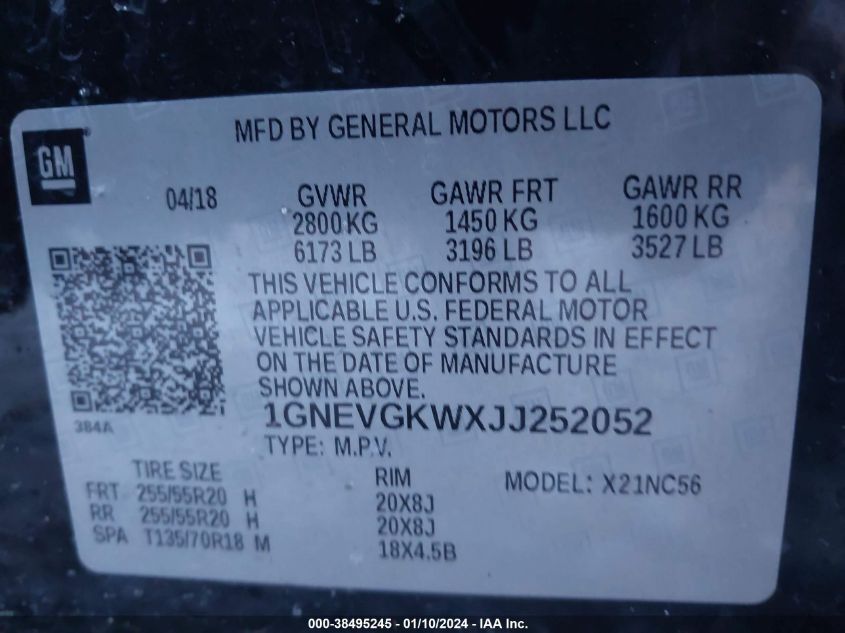 MFD BY GENERAL MOTORS LLC
GM ®
04/18 GVWR GAWR FRT GAWR RR
2800 KG 1450 KG 1600 KG
6173 LB 3196 LB 3527 LB
THIS VEHICLE CONFORMS TO ALL
APPLICABLE U.S. FEDERAL MOTOR
VEHICLE SAFETY STANDARDS IN EFFECT
ON THE DATE OF MANUFACTURE
SHOWN ABOVE.
384A
1GNEVGKWXJJ252052
TYPE: M.P.V.
TIRE SIZE RIM MODEL: X21NC56
FRT 255/55R20 H 20X8J
RR 255/55R20 H 20X8J
SPA T135/70R18 M 18X4.5B
000-38495245 - 01/10/2024 - IAA Inc.